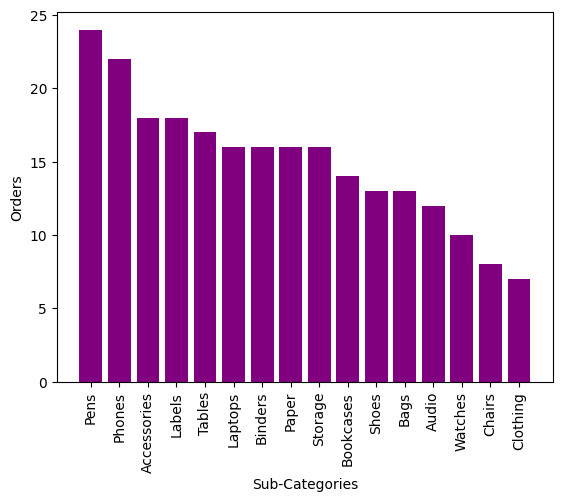 25
20
15
10
5
0
Orders
Pens
Phones
Accessories
Labels
Tables
Laptops
Binders
Paper
Storage
Bookcases
Shoes
Bags
Audio
Watches
Chairs
Clothing
Sub-Categories